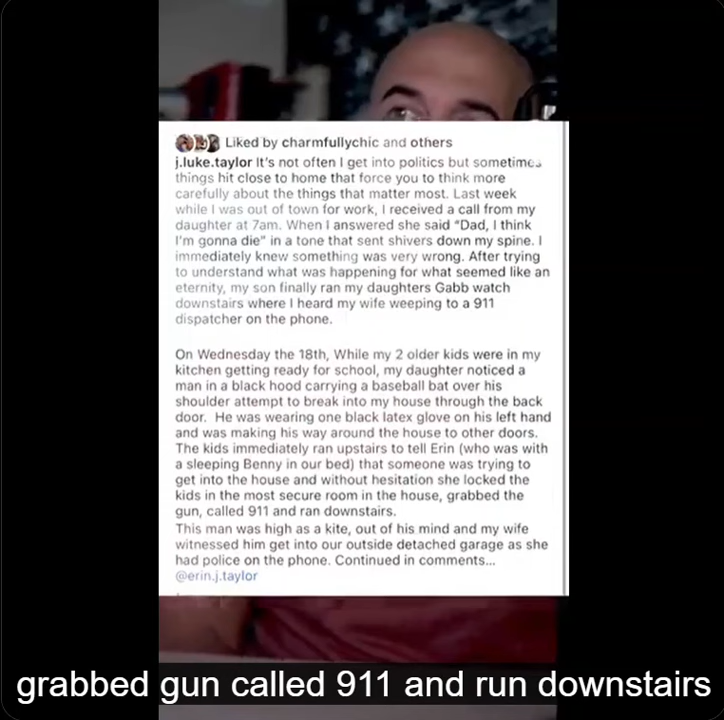 Liked by charmfullychic and others
j.luke.taylor It's not often I get into politics but sometimes
things hit close to home that force you to think more
carefully about the things that matter most. Last week
while I was out of town for work, I received a call from my
daughter at 7am. When I answered she said "Dad, I think
I'm gonna die" in a tone that sent shivers down my spine. I
immediately knew something was very wrong. After trying
to understand what was happening for what seemed like an
eternity, my son finally ran my daughters Gabb watch
downstairs where I heard my wife weeping to a 911
dispatcher on the phone.
On Wednesday the 18th, While my 2 older kids were in my
kitchen getting ready for school, my daughter noticed a
man in a black hood carrying a baseball bat over his
shoulder attempt to break into my house through the back
door. He was wearing one black latex glove on his left hand
and was making his way around the house to other doors.
The kids immediately ran upstairs to tell Erin (who was with
a sleeping Benny in our bed) that someone was trying to
get into the house and without hesitation she locked the
kids in the most secure room in the house, grabbed the
gun, called 911 and ran downstairs.
This man was high as a kite, out of his mind and my wife
witnessed him get into our outside detached garage as she
had police on the phone. Continued in comments...
@erin.j.taylor
grabbed gun called 911 and run downstairs